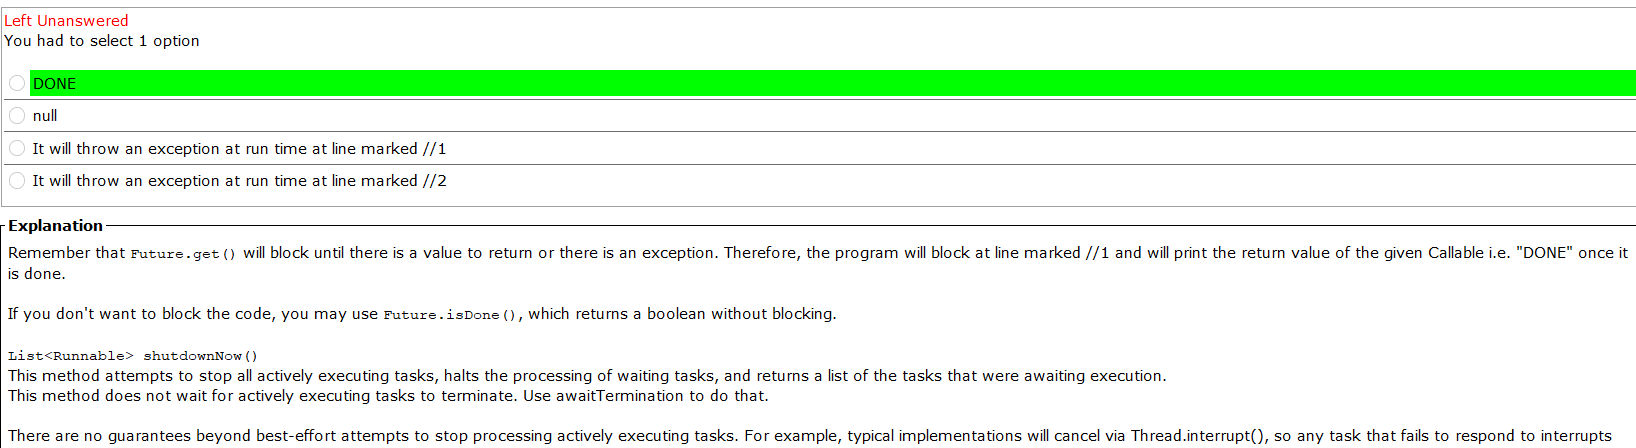 Left Unanswered
You had to select 1 option
DONE
null
It will throw an exception at run time at line marked //1
It will throw an exception at run time at line marked //2
Explanation
Remember that Future.get() will block until there is a value to return or there is an exception. Therefore, the program will block at line marked //1 and will print the return value of the given Callable i.e. "DONE" once it
is done.
If you don't want to block the code, you may use Future.isDone(), which returns a boolean without blocking.
List<Runnable> shutdownNow()
This method attempts to stop all actively executing tasks, halts the processing of waiting tasks, and returns a list of the tasks that were awaiting execution.
This method does not wait for actively executing tasks to terminate. Use awaitTermination to do that.
There are no guarantees beyond best-effort attempts to stop processing actively executing tasks. For example, typical implementations will cancel via Thread.interrupt(), so any task that fails to respond to interrupts